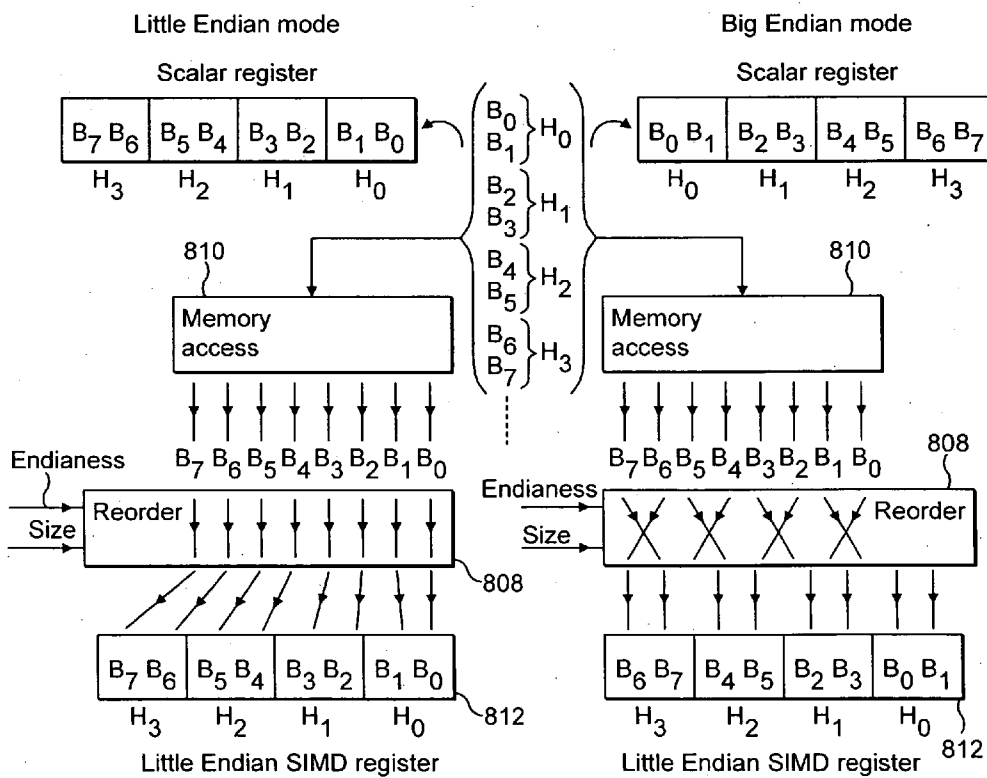 Little Endian mode
Big Endian mode
Scalar register
Scalar register
B7 B6 B5 B4 B3 B2 B1 B0
H3 H2 H1 H0
B0
B1
H0
B2
B3
H1
B4
B5
H2
B6
B7
H3
B0 B1 B2 B3 B4 B5 B6 B7
H0 H1 H2 H3
810
Memory
access
810
Memory
access
B7 B6 B5 B4 B3 B2 B1 B0
B7 B6 B5 B4 B3 B2 B1 B0
Endianess
Size
Reorder
808
Endianess
Size
Reorder
808
B7 B6 B5 B4 B3 B2 B1 B0
H3 H2 H1 H0
812
Little Endian SIMD register
B6 B7 B4 B5 B2 B3 B0 B1
H3 H2 H1 H0
812
Little Endian SIMD register